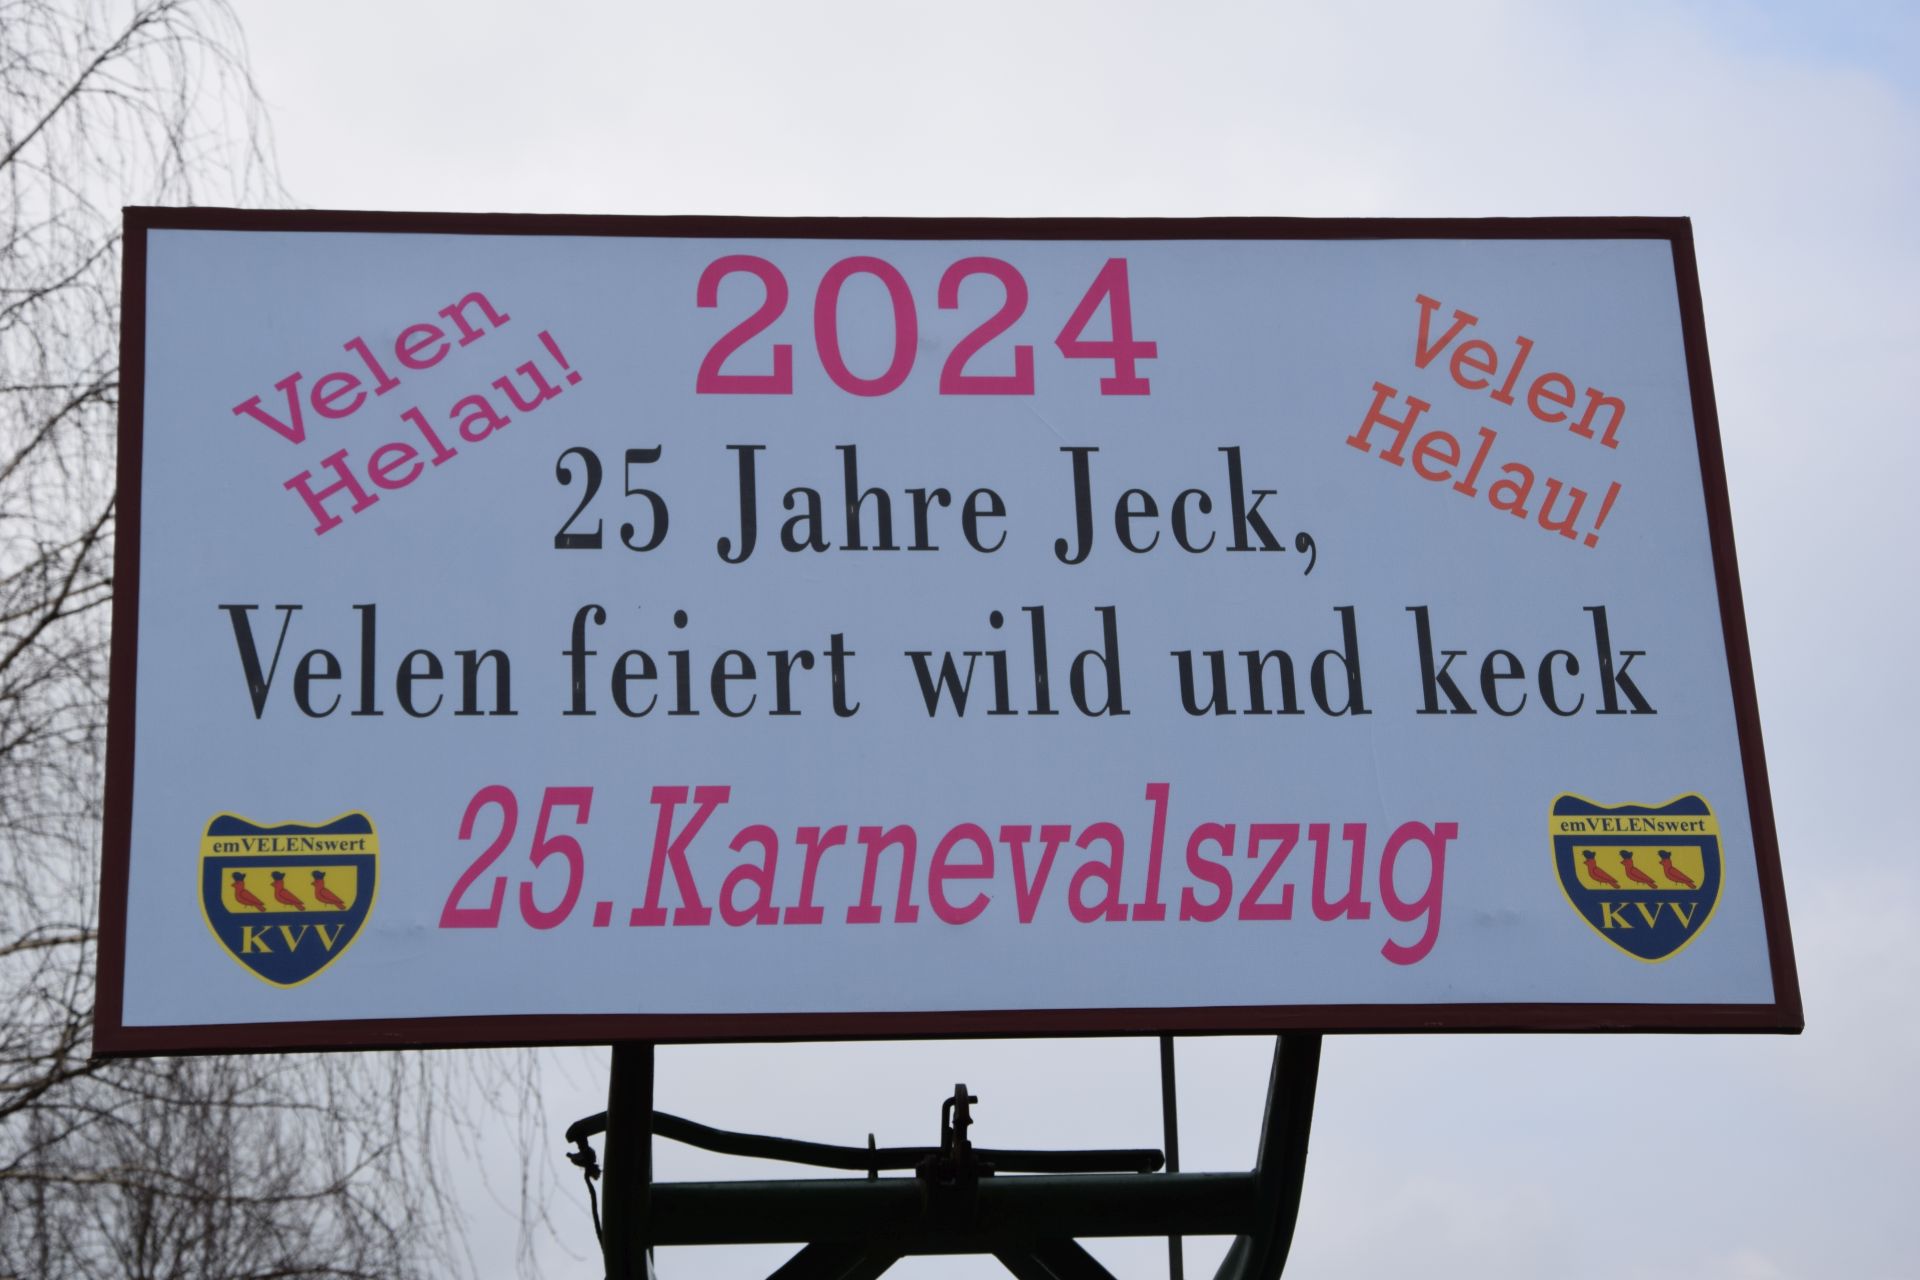 2024
Velen
Helau!
Velen
Helau!
25 Jahre Jeck,
Velen feiert wild und keck
25.Karnevalszug
emVELENswert
KVV
emVELENswert
KVV